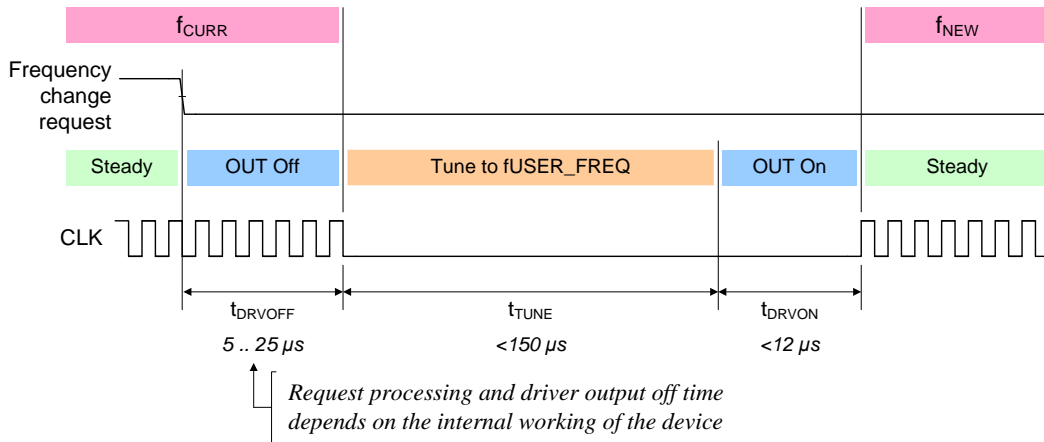 fCURR
fNEW
Frequency
change
request
Steady
OUT Off
Tune to fUSER_FREQ
OUT On
Steady
CLK
tDRVOFF
tTUNE
tDRVON
5 .. 25 µs
<150 µs
<12 µs
Request processing and driver output off time
depends on the internal working of the device